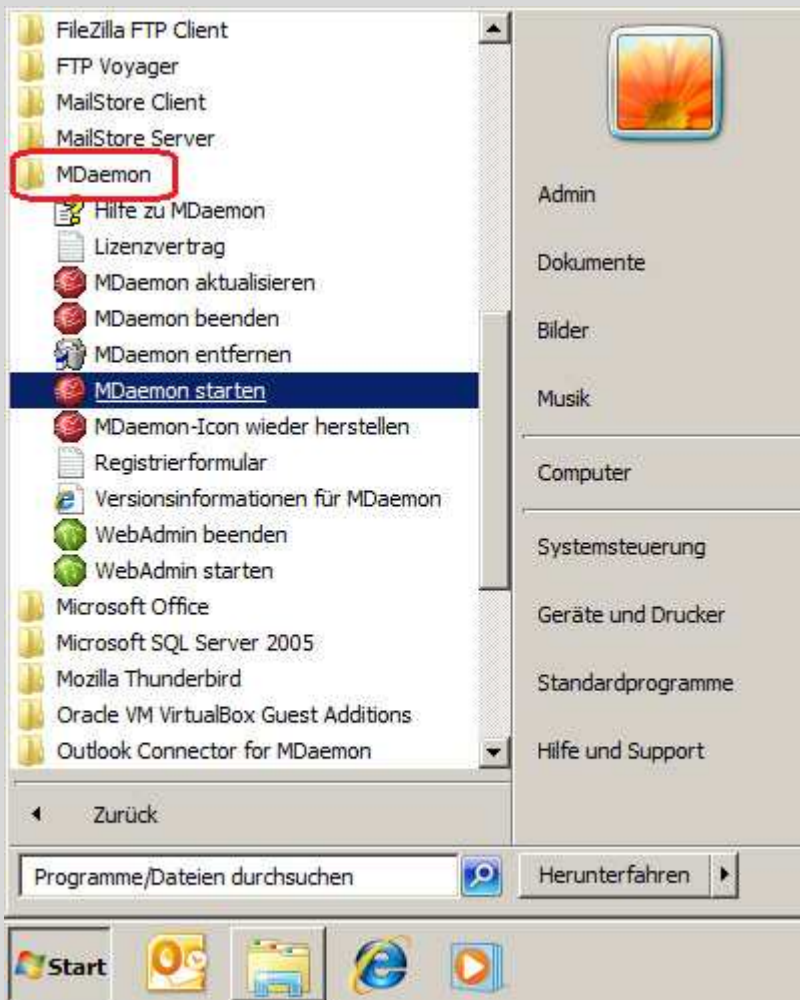 FileZilla FTP Client
FTP Voyager
MailStore Client
MailStore Server
MDaemon
Hilfe zu MDaemon
Lizenzvertrag
MDaemon aktualisieren
MDaemon beenden
MDaemon entfernen
MDaemon starten
MDaemon-Icon wieder herstellen
Registrierformular
Versionsinformationen für MDaemon
WebAdmin beenden
WebAdmin starten
Microsoft Office
Microsoft SQL Server 2005
Mozilla Thunderbird
Oracle VM VirtualBox Guest Additions
Outlook Connector for MDaemon
Zurück
Programme/Dateien durchsuchen
Admin
Dokumente
Bilder
Musik
Computer
Systemsteuerung
Geräte und Drucker
Standardprogramme
Hilfe und Support
Herunterfahren
Start